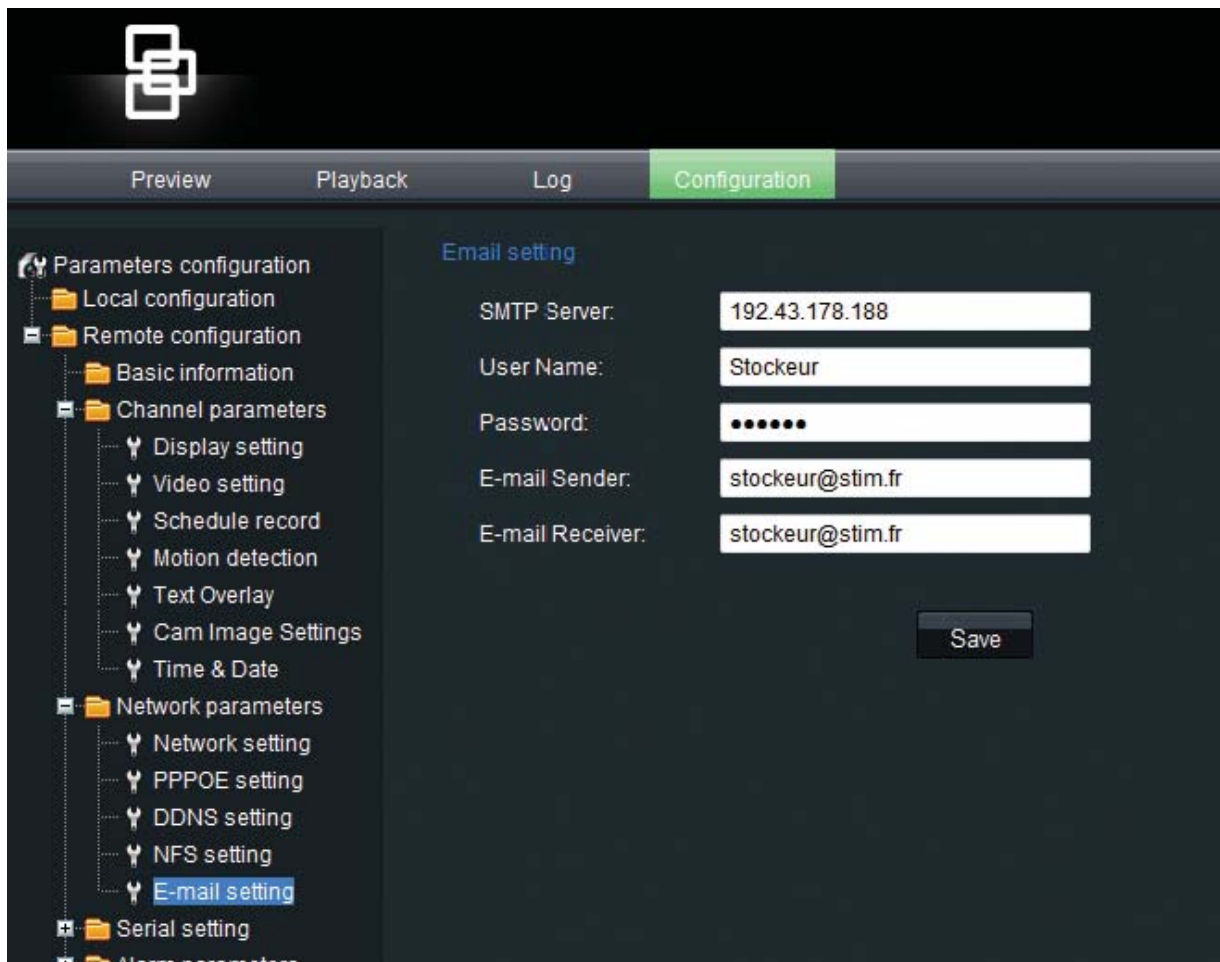 Preview Playback Log Configuration
Parameters configuration
Local configuration
Remote configuration
Basic information
Channel parameters
Display setting
Video setting
Schedule record
Motion detection
Text Overlay
Cam Image Settings
Time & Date
Network parameters
Network setting
PPPOE setting
DDNS setting
NFS setting
E-mail setting
Serial setting
Alarm parameters
Email setting
SMTP Server: 192.43.178.188
User Name: Stockeur
Password: ••••••
E-mail Sender: stockeur@stim.fr
E-mail Receiver: stockeur@stim.fr
Save